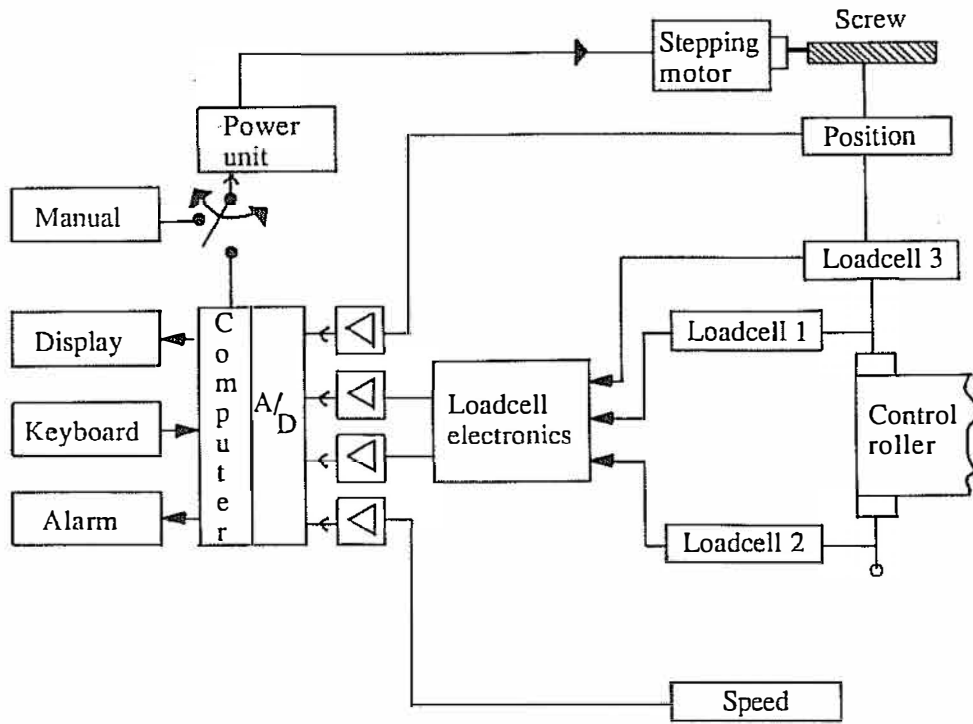 Screw
Stepping
motor
Power
unit
Position
Manual
Loadcell 3
Display
Loadcell 1
Computer
A/D
Loadcell
electronics
Control
roller
Keyboard
Alarm
Loadcell 2
Speed